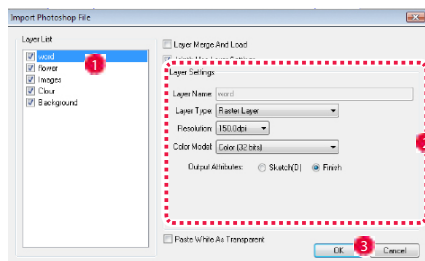 Import Photoshop File
Layer List
word
flower
Images
Clour
Background
1
Layer Merge And Load
Layer Settings
Layer Name: word
Layer Type: Raster Layer
Resolution: 150.0dpi
Color Model: Color (32 bits)
Output Attributes: Sketch(D) Finish
Paste White As Transparent
OK
3
Cancel